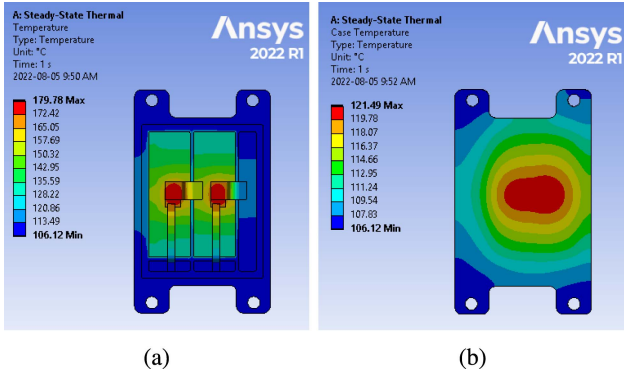 A: Steady-State Thermal
Temperature
Type: Temperature
Unit: °C
Time: 1 s
2022-08-05 9:50 AM
Ansys
2022 R1
179.78 Max
172.42
165.05
157.69
150.32
142.95
135.59
128.22
120.86
113.49
106.12 Min
(a)
A: Steady-State Thermal
Case Temperature
Type: Temperature
Unit: °C
Time: 1 s
2022-08-05 9:52 AM
Ansys
2022 R1
121.49 Max
119.78
118.07
116.37
114.66
112.95
111.24
109.54
107.83
106.12 Min
(b)